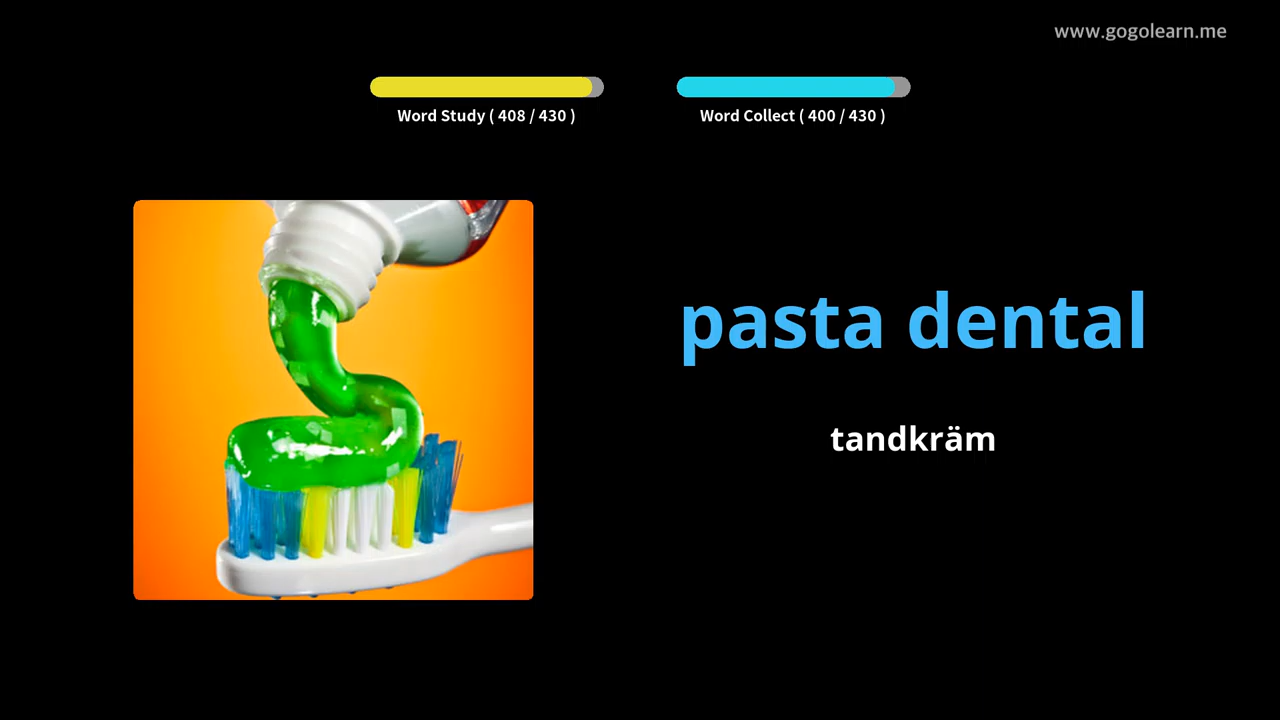 www.gogolearn.me
Word Study ( 408 / 430 )
Word Collect ( 400 / 430 )
pasta dental
tandkräm